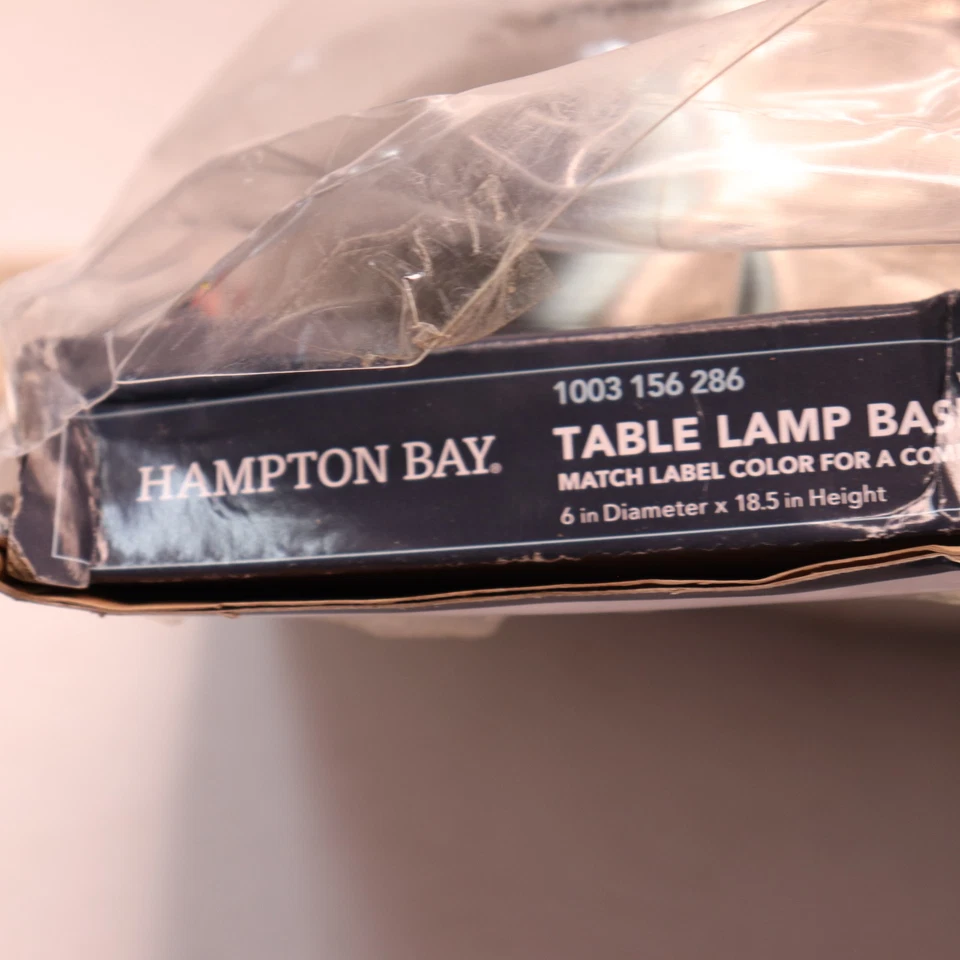 HAMPTON BAY®
1003 156 286
TABLE LAMP BAS
MATCH LABEL COLOR FOR A COM
6 in Diameter x 18.5 in Height